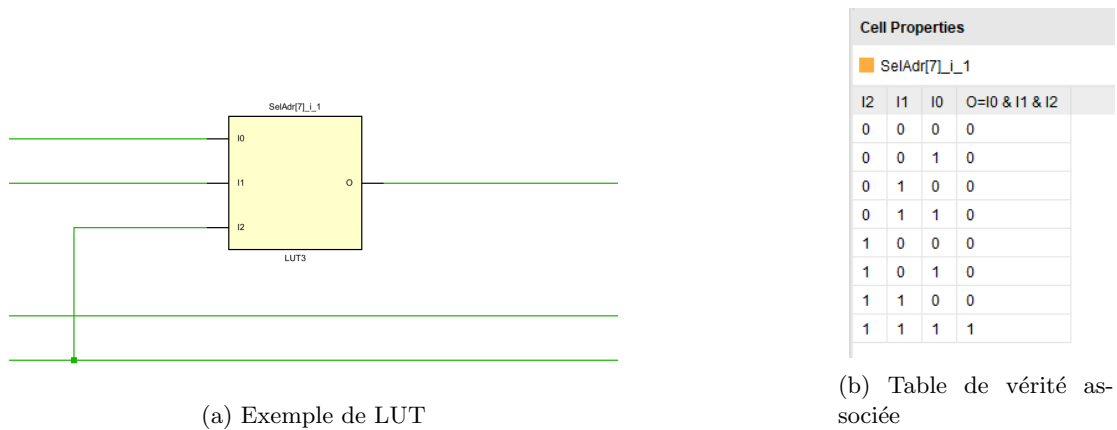 SelAdr[7]_i_1
I0
I1
O
I2
LUT3
(a) Exemple de LUT
Cell Properties
SelAdr[7]_i_1
I2 I1 I0 O=I0 & I1 & I2
0 0 0 0
0 0 1 0
0 1 0 0
0 1 1 0
1 0 0 0
1 0 1 0
1 1 0 0
1 1 1 1
(b) Table de vérité as-
sociée